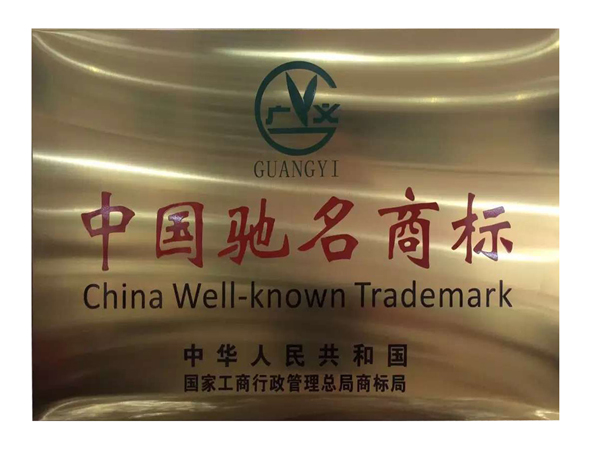 广义
GUANGYI
中国驰名商标
China Well-known Trademark
中华人民共和国
国家工商行政管理总局商标局